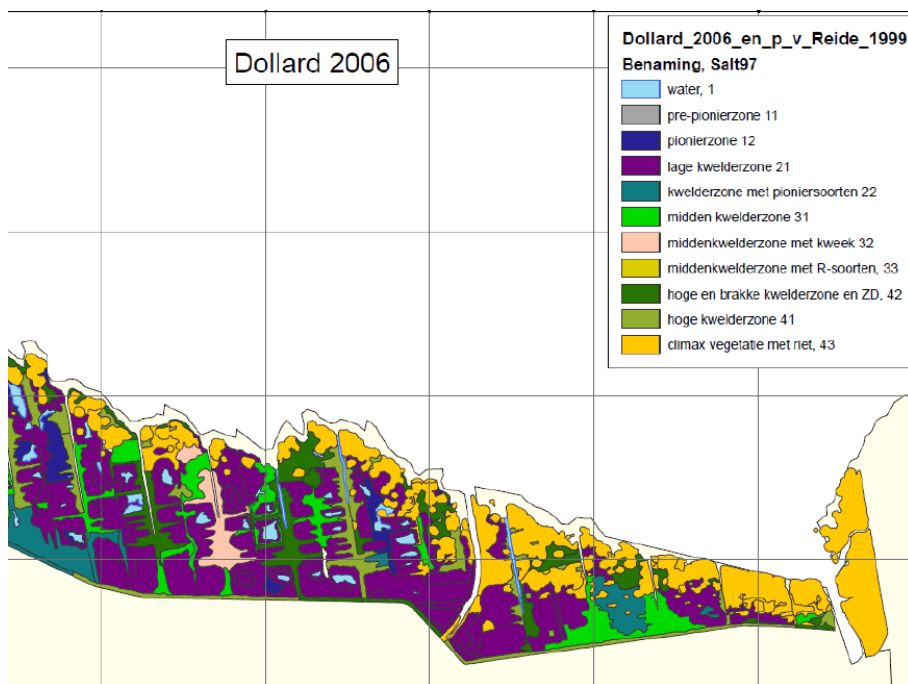 Dollard 2006
Dollard_2006_en_p_v_Reide_1999
Benaming, Salt97
water, 1
pre-pionierzone 11
pionierzone 12
lage kwelderzone 21
kwelderzone met pioniersoorten 22
midden kwelderzone 31
middenkwelderzone met kweek 32
middenkwelderzone met R-soorten, 33
hoge en brakke kwelderzone en ZD, 42
hoge kwelderzone 41
climax vegetatie met riet, 43